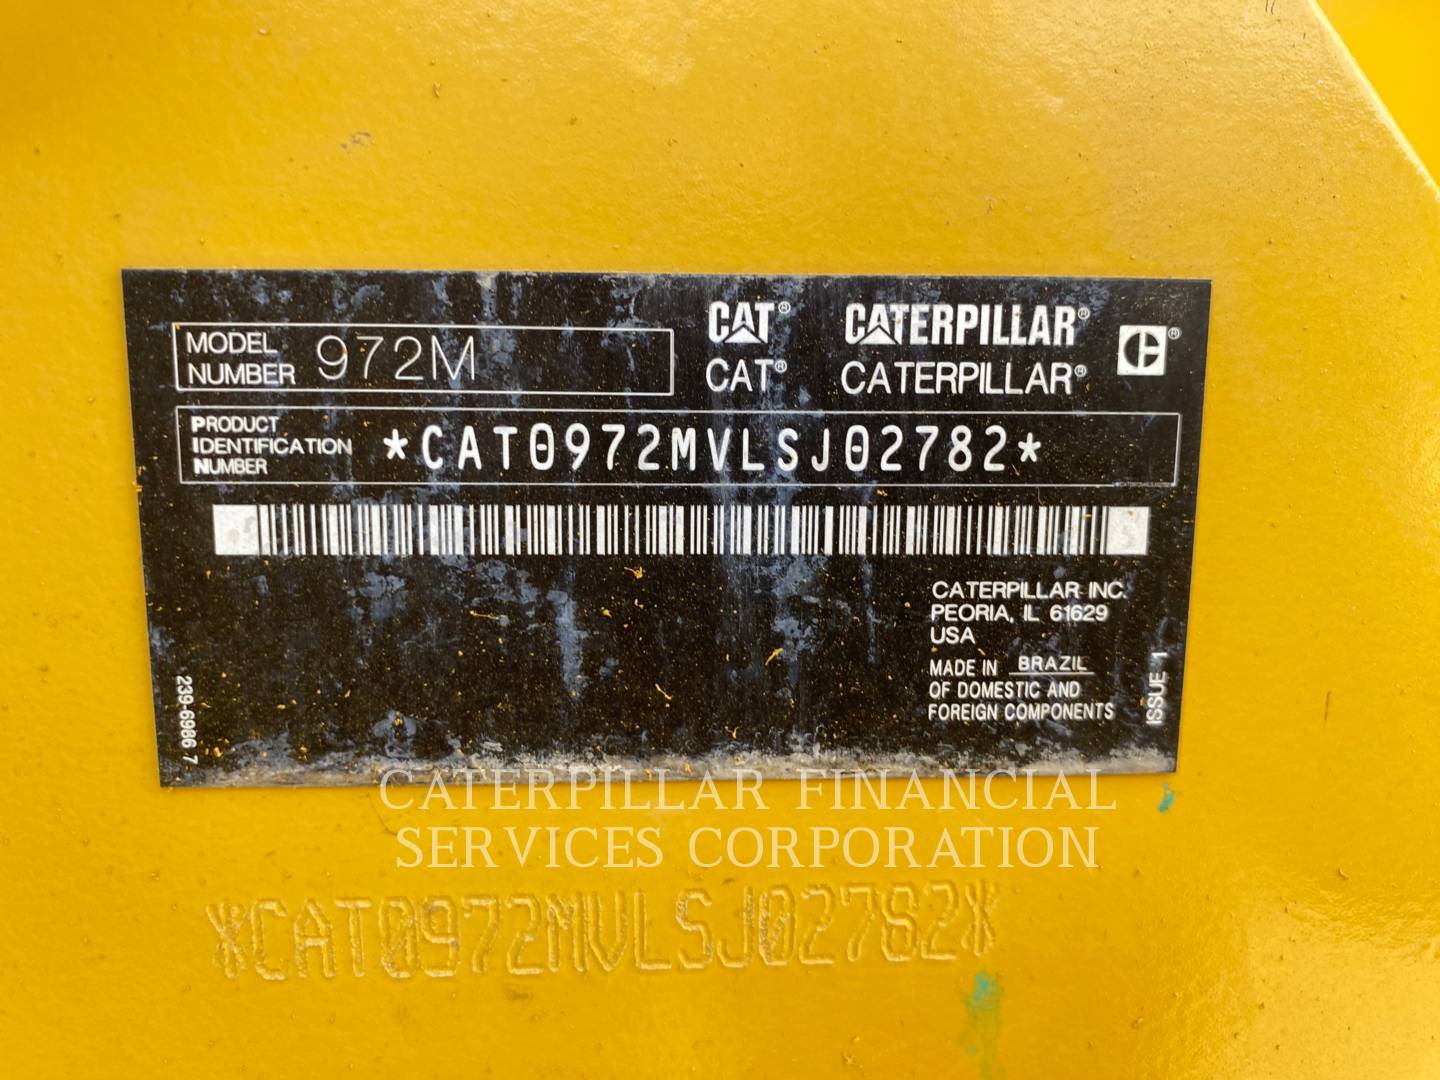 MODEL NUMBER 972M
CAT® CATERPILLAR®
CAT® CATERPILLAR®
PRODUCT
IDENTIFICATION
NUMBER
*CAT0972MVLSJ02782*
CATERPILLAR INC.
PEORIA, IL 61629
USA
MADE IN BRAZIL
OF DOMESTIC AND
FOREIGN COMPONENTS
ISSUE 1
239-6986 7
CATERPILLAR FINANCIAL
SERVICES CORPORATION
*CAT0972MVLSJ02782*